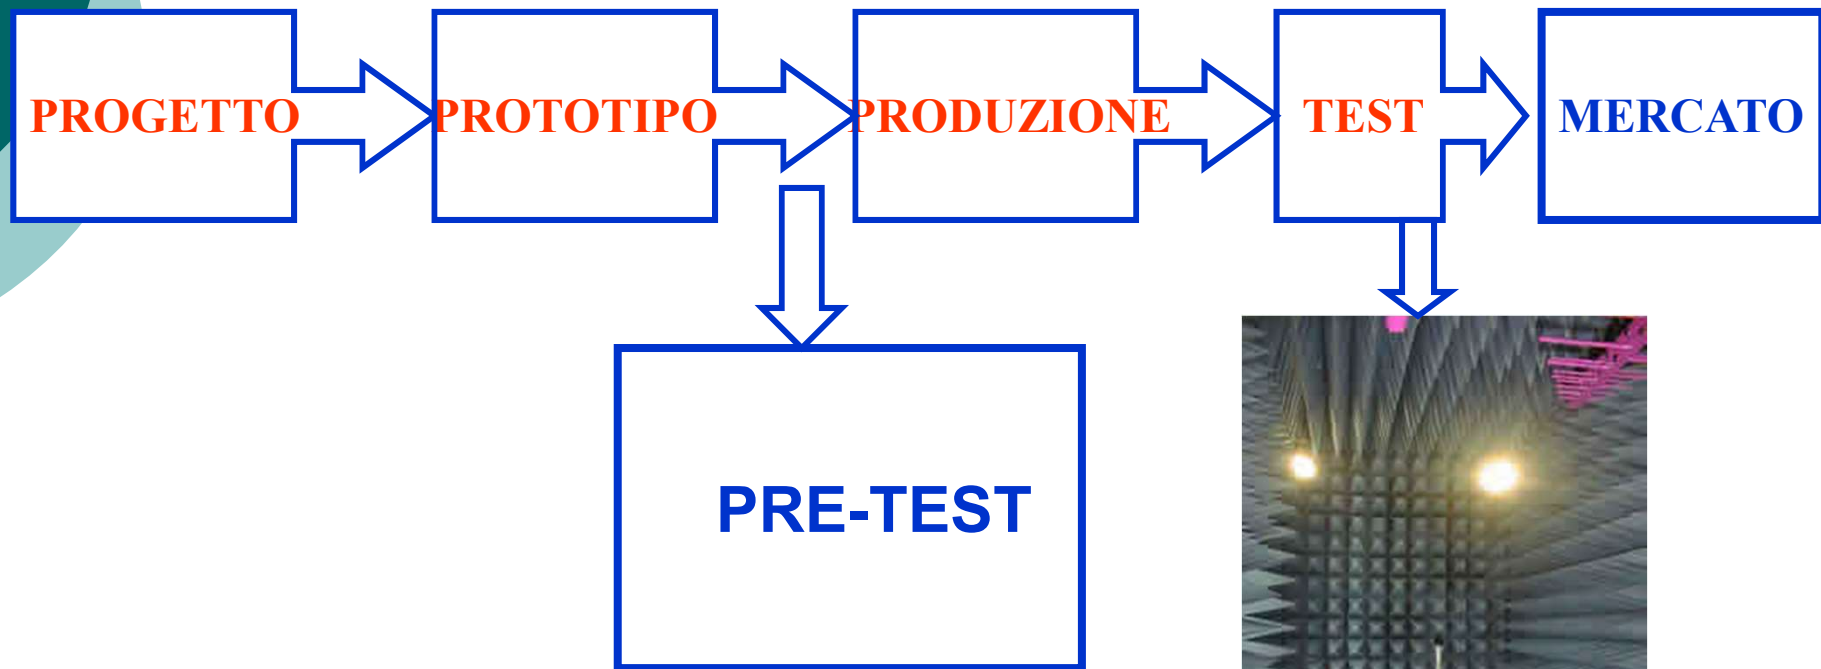 PROGETTO
PROTOTIPO
PRODUZIONE
TEST
MERCATO
PRE-TEST